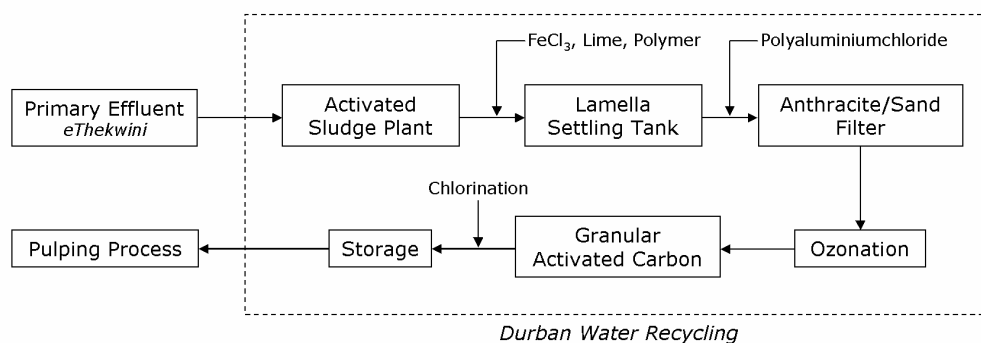 FeCl₃, Lime, Polymer
Polyaluminiumchloride
Primary Effluent
eThekwini
Activated
Sludge Plant
Lamella
Settling Tank
Anthracite/Sand
Filter
Chlorination
Pulping Process
Storage
Granular
Activated Carbon
Ozonation
Durban Water Recycling